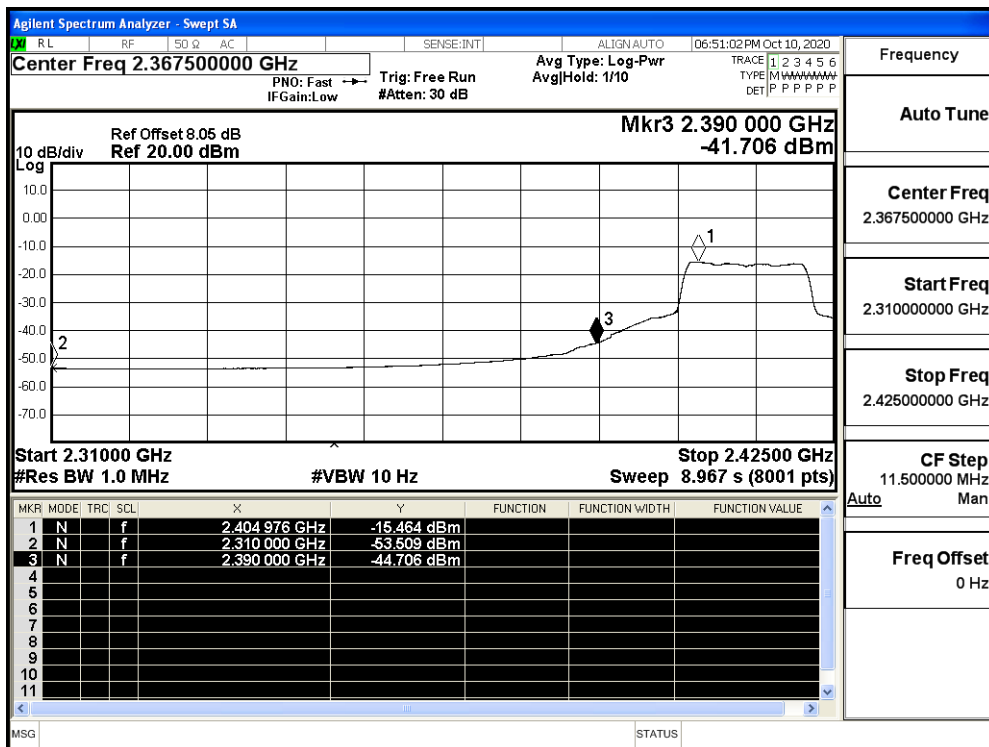 Agilent Spectrum Analyzer - Swept SA
LXI RL RF 50 Ω AC SENSE:INT ALIGN AUTO 06:51:02 PM Oct 10, 2020
Center Freq 2.367500000 GHz
PNO: Fast
IFGain:Low
Trig: Free Run
#Atten: 30 dB
Avg Type: Log-Pwr
Avg|Hold: 1/10
TRACE 1 2 3 4 5 6
TYPE M WWWWW
DET P P P P P P
Ref Offset 8.05 dB
10 dB/div Ref 20.00 dBm
Log
Mkr3 2.390 000 GHz
-41.706 dBm
10.0
0.00
-10.0
-20.0
-30.0
-40.0
-50.0
-60.0
-70.0
1
2
3
Start 2.31000 GHz Stop 2.42500 GHz
#Res BW 1.0 MHz #VBW 10 Hz Sweep 8.967 s (8001 pts)
MKR MODE TRC SCL X Y FUNCTION FUNCTION WIDTH FUNCTION VALUE
1 N f 2.404 976 GHz -15.464 dBm
2 N f 2.310 000 GHz -53.509 dBm
3 N f 2.390 000 GHz -44.706 dBm
4
5
6
7
8
9
10
11
MSG STATUS
Frequency
Auto Tune
Center Freq
2.367500000 GHz
Start Freq
2.310000000 GHz
Stop Freq
2.425000000 GHz
CF Step
11.500000 MHz
Auto Man
Freq Offset
0 Hz